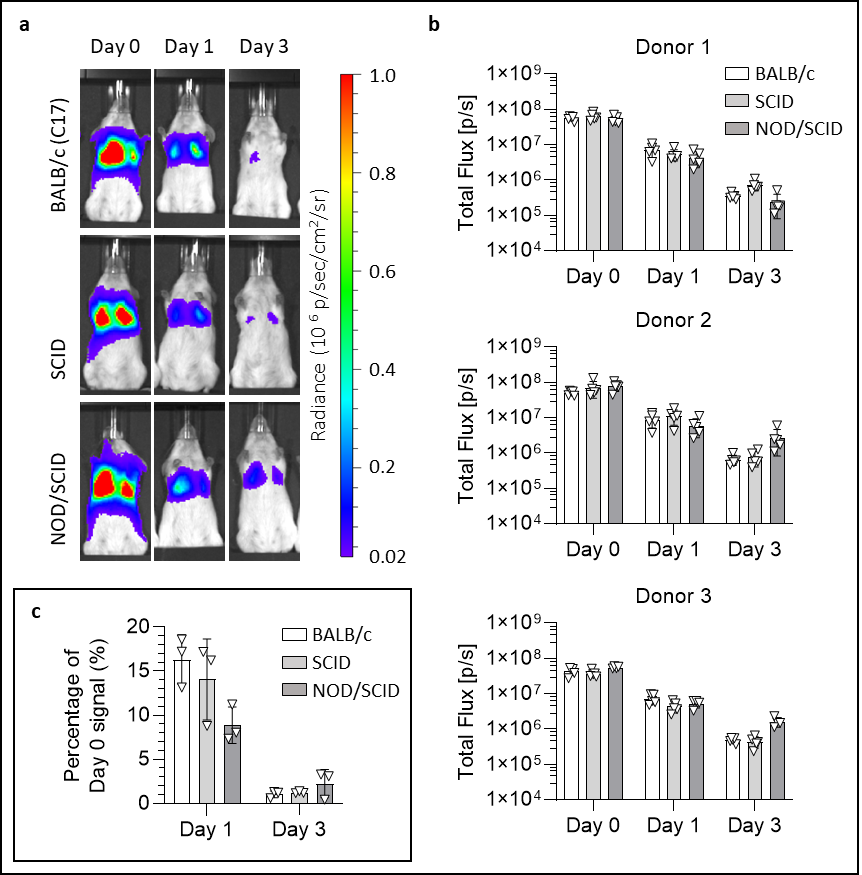 a
Day 0 Day 1 Day 3
BALB/c (C17)
SCID
NOD/SCID
1.0
0.8
0.6
0.4
0.2
0.02
Radiance (10⁶ p/sec/cm²/sr)
b
Donor 1
BALB/c
SCID
NOD/SCID
Total Flux [p/s]
1×10⁹
1×10⁸
1×10⁷
1×10⁶
1×10⁵
1×10⁴
Day 0 Day 1 Day 3
Donor 2
Total Flux [p/s]
1×10⁹
1×10⁸
1×10⁷
1×10⁶
1×10⁵
1×10⁴
Day 0 Day 1 Day 3
Donor 3
Total Flux [p/s]
1×10⁹
1×10⁸
1×10⁷
1×10⁶
1×10⁵
1×10⁴
Day 0 Day 1 Day 3
c
Percentage of
Day 0 signal (%)
20
15
10
5
0
BALB/c
SCID
NOD/SCID
Day 1 Day 3